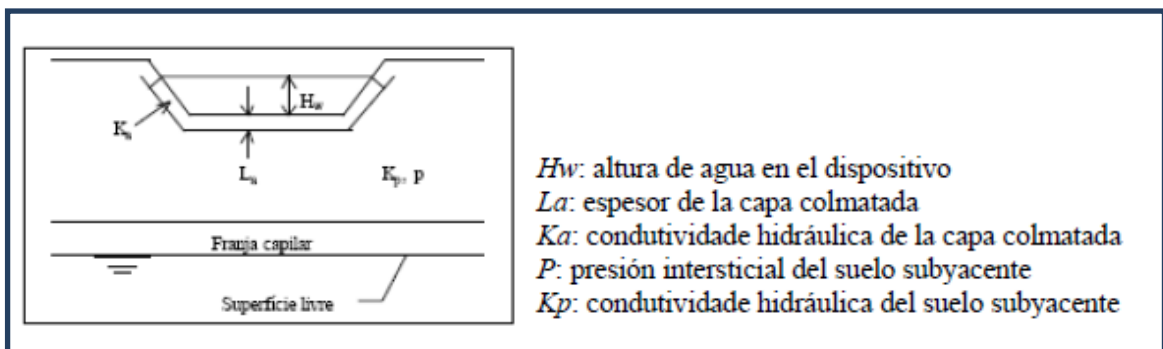 Hw
Ka
La
Kp, p
Franja capilar
Superfície livre
Hw: altura de agua en el dispositivo
La: espesor de la capa colmatada
Ka: condutividade hidráulica de la capa colmatada
P: presión intersticial del suelo subyacente
Kp: condutividade hidráulica del suelo subyacente